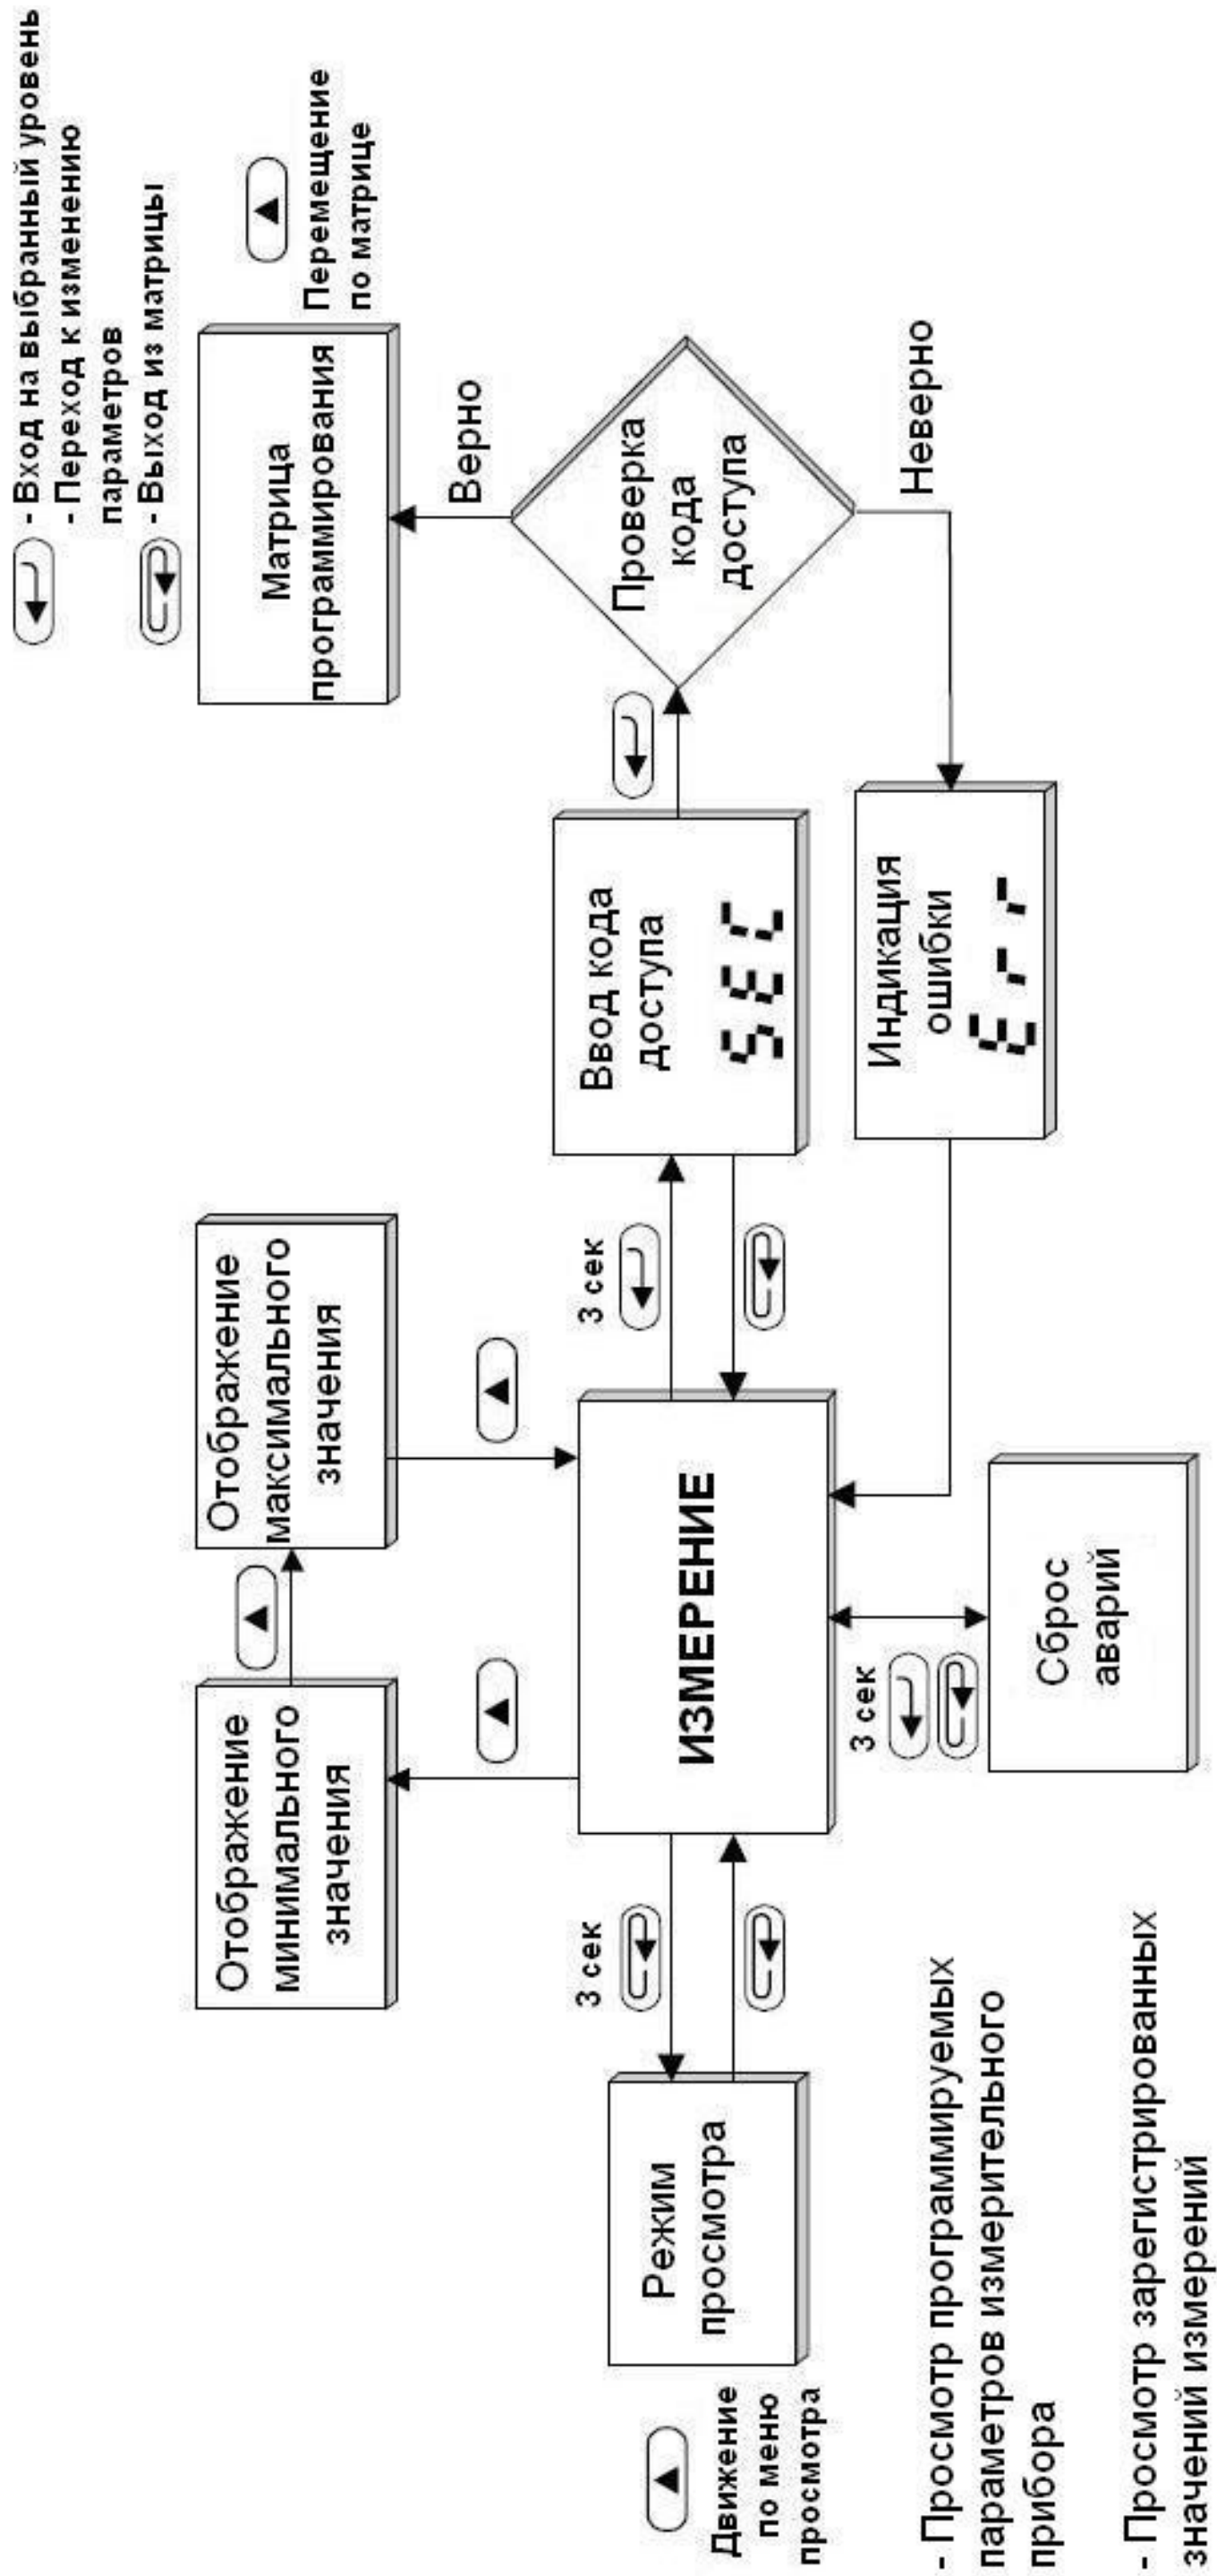 - Вход на выбранный уровень
- Переход к изменению
параметров
- Выход из матрицы
Отображение
минимального
значения
Отображение
максимального
значения
Матрица
программирования
Перемещение
по матрице
Верно
3 сек
3 сек
Движение
по меню
просмотра
Режим
просмотра
ИЗМЕРЕНИЕ
Ввод кода
доступа
SEC
Проверка
кода
доступа
Неверно
3 сек
Сброс
аварий
Индикация
ошибки
Err
- Просмотр программируемых
параметров измерительного
прибора
- Просмотр зарегистрированных
значений измерений